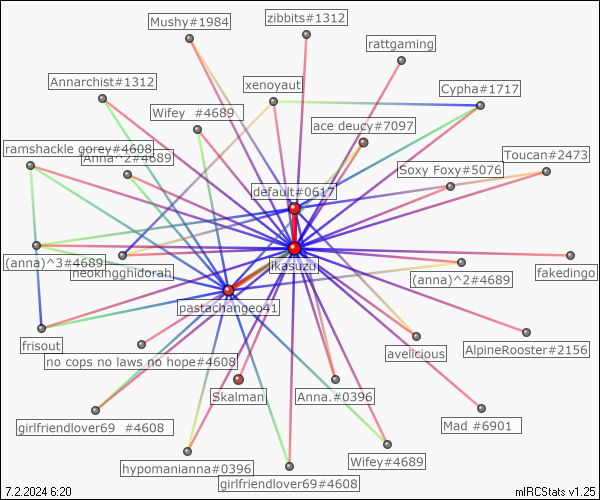 Mushy#1984
zibbits#1312
rattgaming
Annarchist#1312
xenoyaut
Cypha#1717
Wifey  #4689
ace deucy#7097
ramshackle gorey#4608
Anna^2#4689
Soxy Foxy#5076
Toucan#2473
default#0617
(anna)^3#4689
neokingghidorah
ikasuzu
(anna)^2#4689
fakedingo
pastachangeo41
frisout
no cops no laws no hope#4608
avelicious
AlpineRooster#2156
Skalman
Anna.#0396
girlfriendlover69  #4608
Mad #6901
hypomanianna#0396
girlfriendlover69#4608
Wifey#4689
7.2.2024 6:20
mIRCStats v1.25